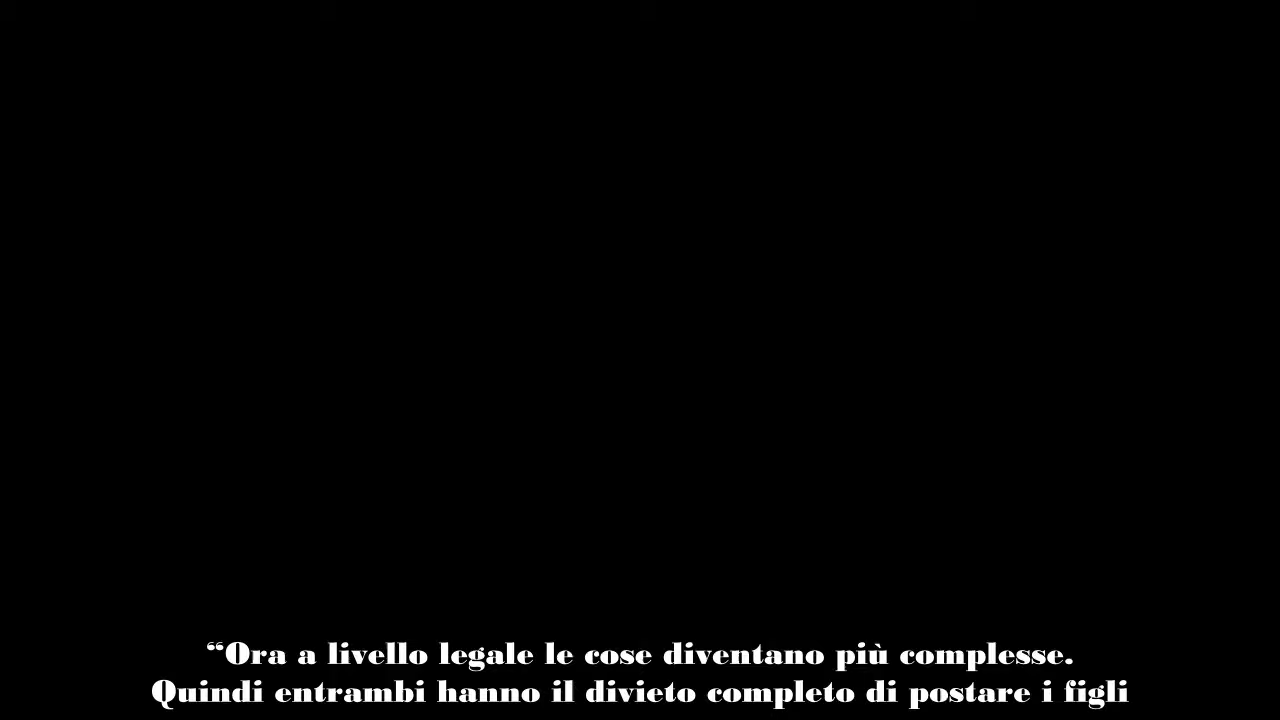 “Ora a livello legale le cose diventano più complesse.
Quindi entrambi hanno il divieto completo di postare i figli